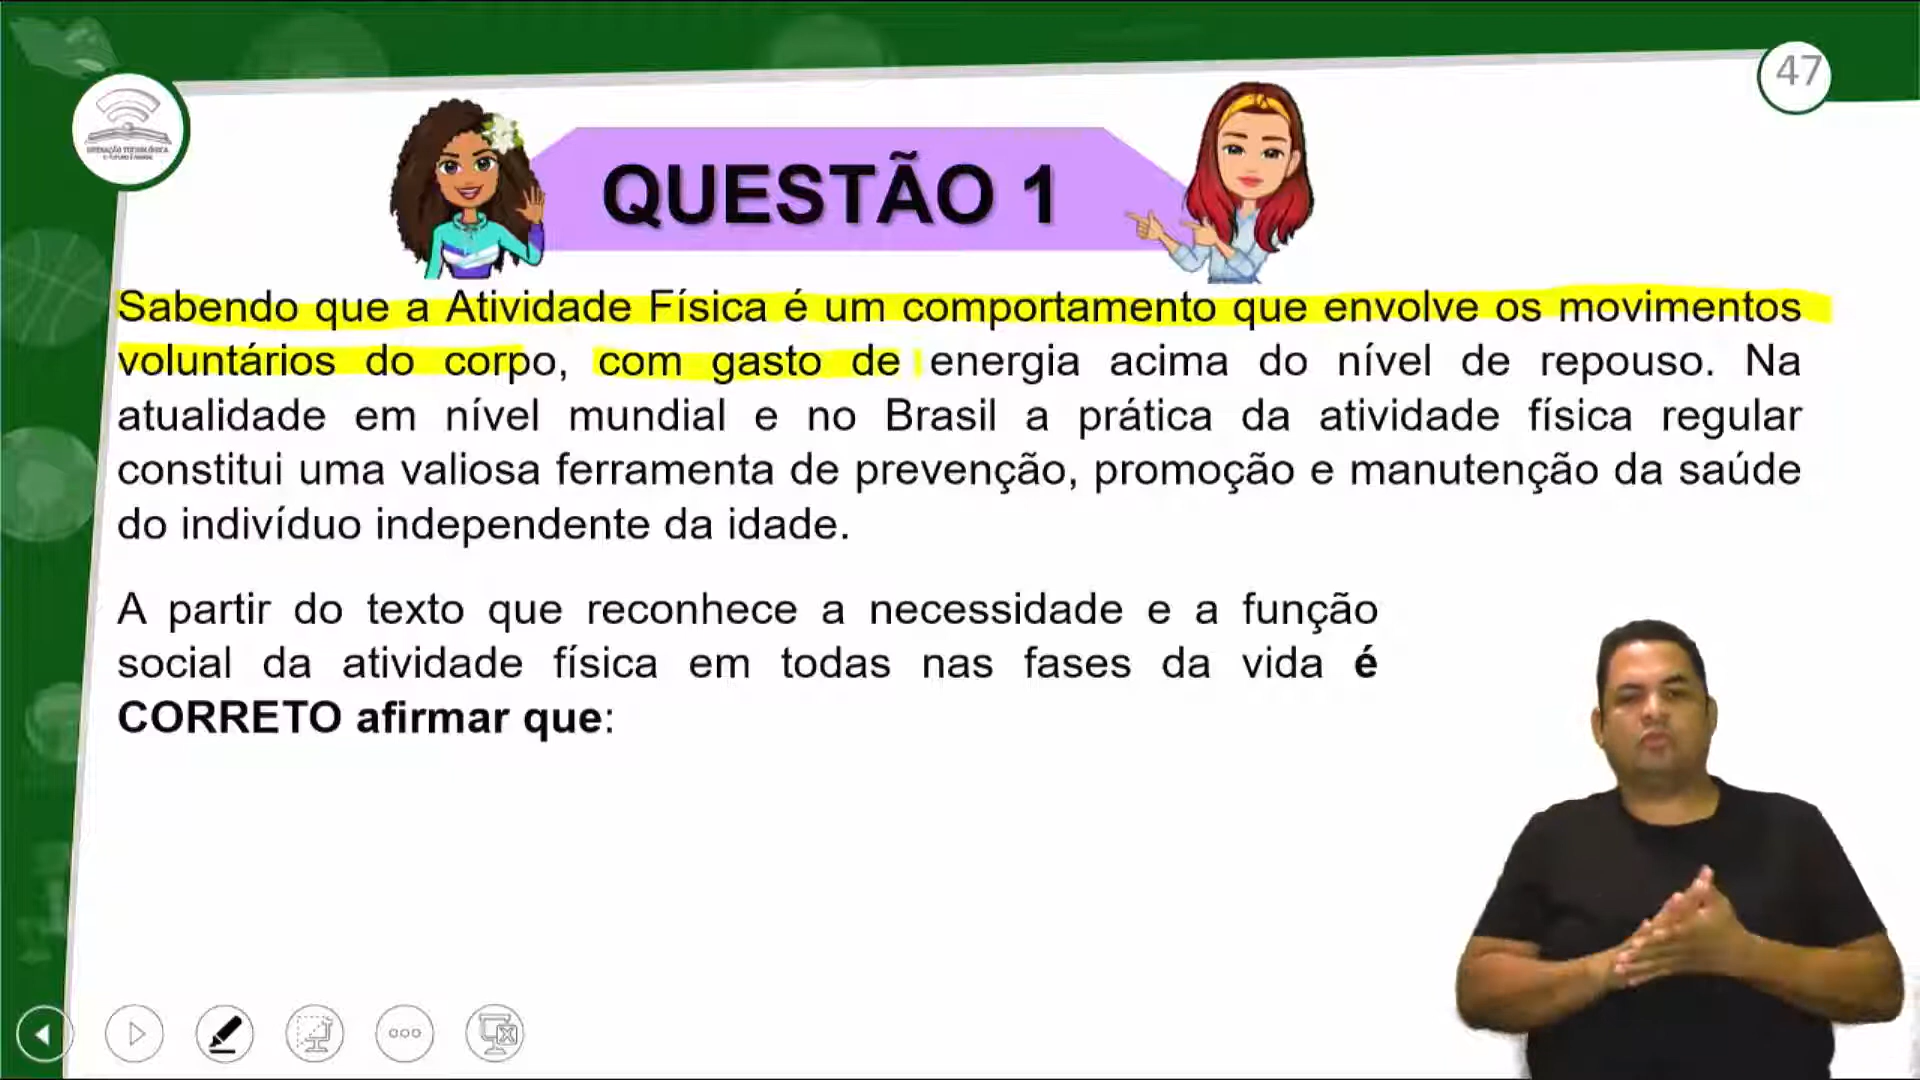 47
QUESTÃO 1
Sabendo que a Atividade Física é um comportamento que envolve os movimentos
voluntários do corpo, com gasto de energia acima do nível de repouso. Na
atualidade em nível mundial e no Brasil a prática da atividade física regular
constitui uma valiosa ferramenta de prevenção, promoção e manutenção da saúde
do indivíduo independente da idade.
A partir do texto que reconhece a necessidade e a função
social da atividade física em todas nas fases da vida é
CORRETO afirmar que: